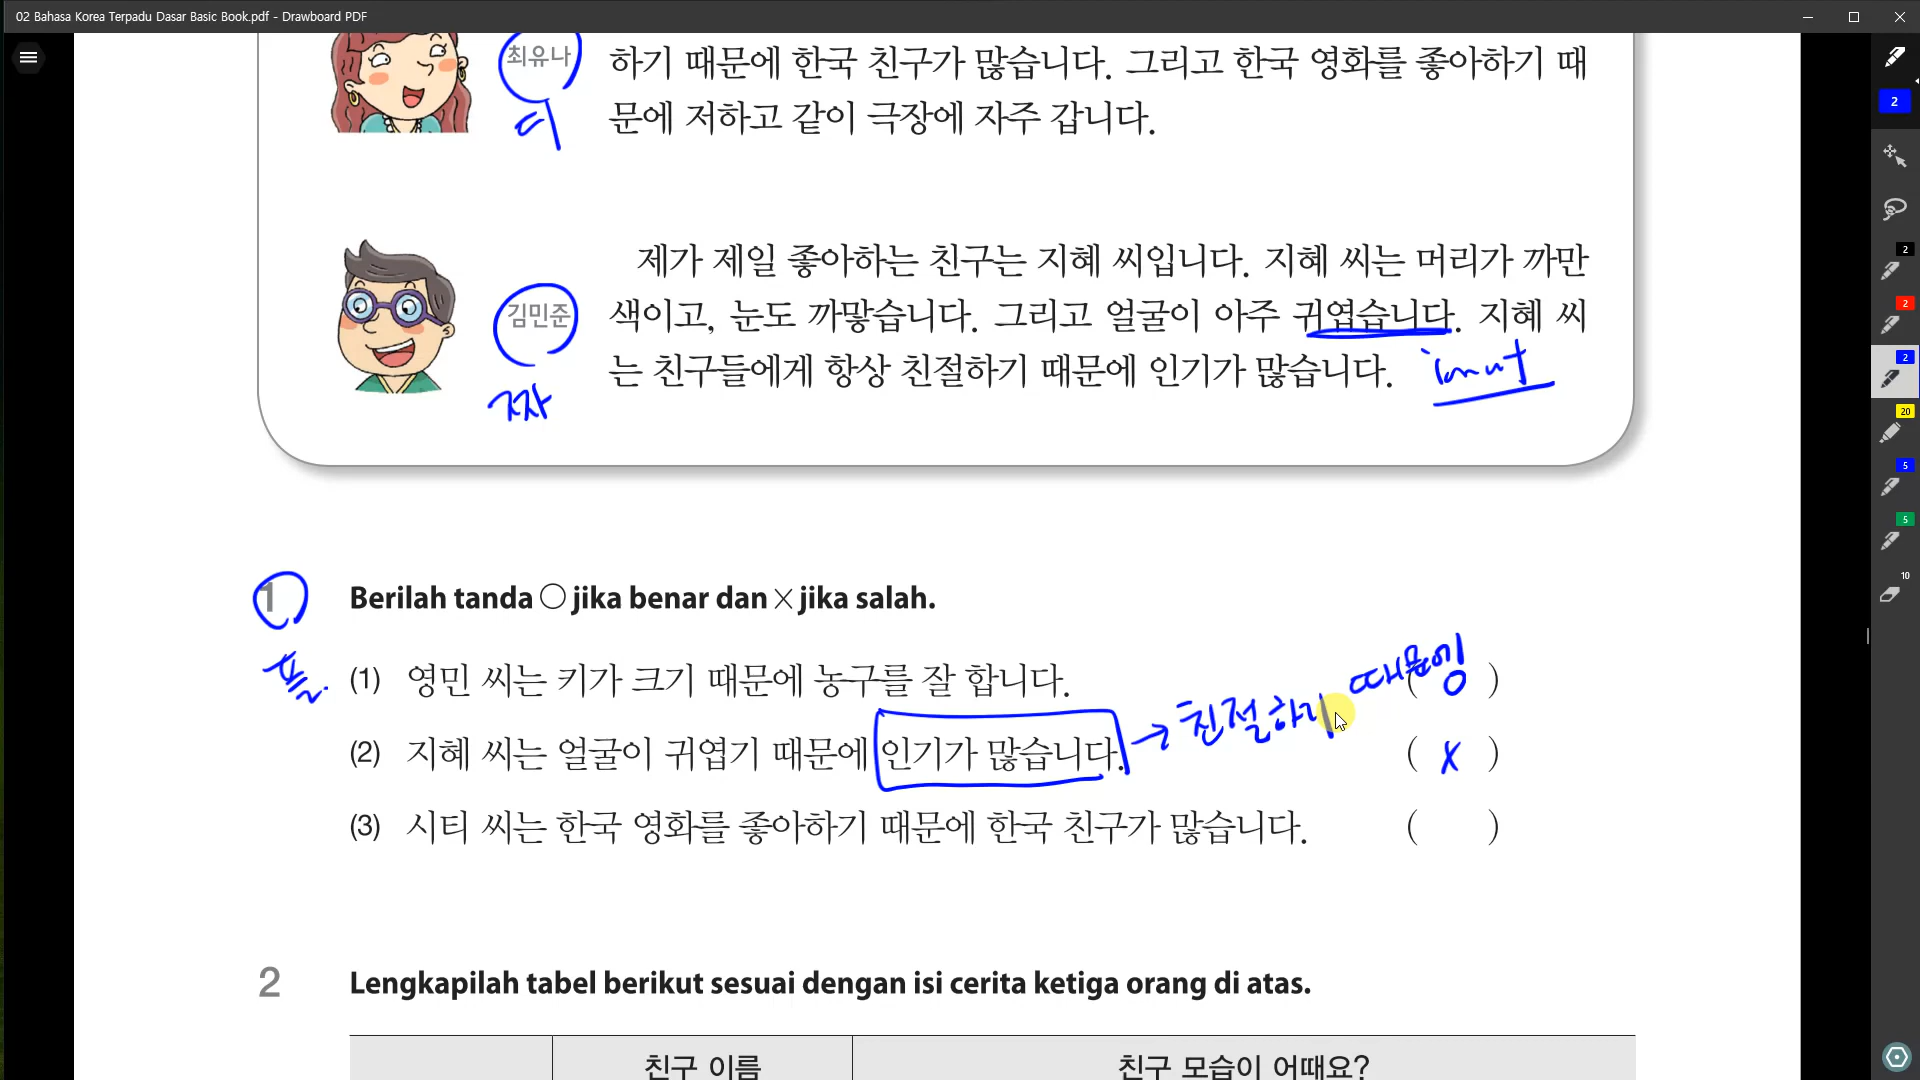 02 Bahasa Korea Terpadu Dasar Basic Book.pdf - Drawboard PDF
최유나
하기 때문에 한국 친구가 많습니다. 그리고 한국 영화를 좋아하기 때
문에 저하고 같이 극장에 자주 갑니다.
김민준
제가 제일 좋아하는 친구는 지혜 씨입니다. 지혜 씨는 머리가 까만
색이고, 눈도 까맣습니다. 그리고 얼굴이 아주 귀엽습니다. 지혜 씨
는 친구들에게 항상 친절하기 때문에 인기가 많습니다.
imut
짜
1 Berilah tanda ○ jika benar dan × jika salah.
(1) 영민 씨는 키가 크기 때문에 농구를 잘 합니다. ( )
→ 친절하기 때문에
(2) 지혜 씨는 얼굴이 귀엽기 때문에 인기가 많습니다. ( X )
(3) 시티 씨는 한국 영화를 좋아하기 때문에 한국 친구가 많습니다. ( )
2 Lengkapilah tabel berikut sesuai dengan isi cerita ketiga orang di atas.
친구 이름 친구 모습이 어때요?
2
2
2
2
20
5
5
10